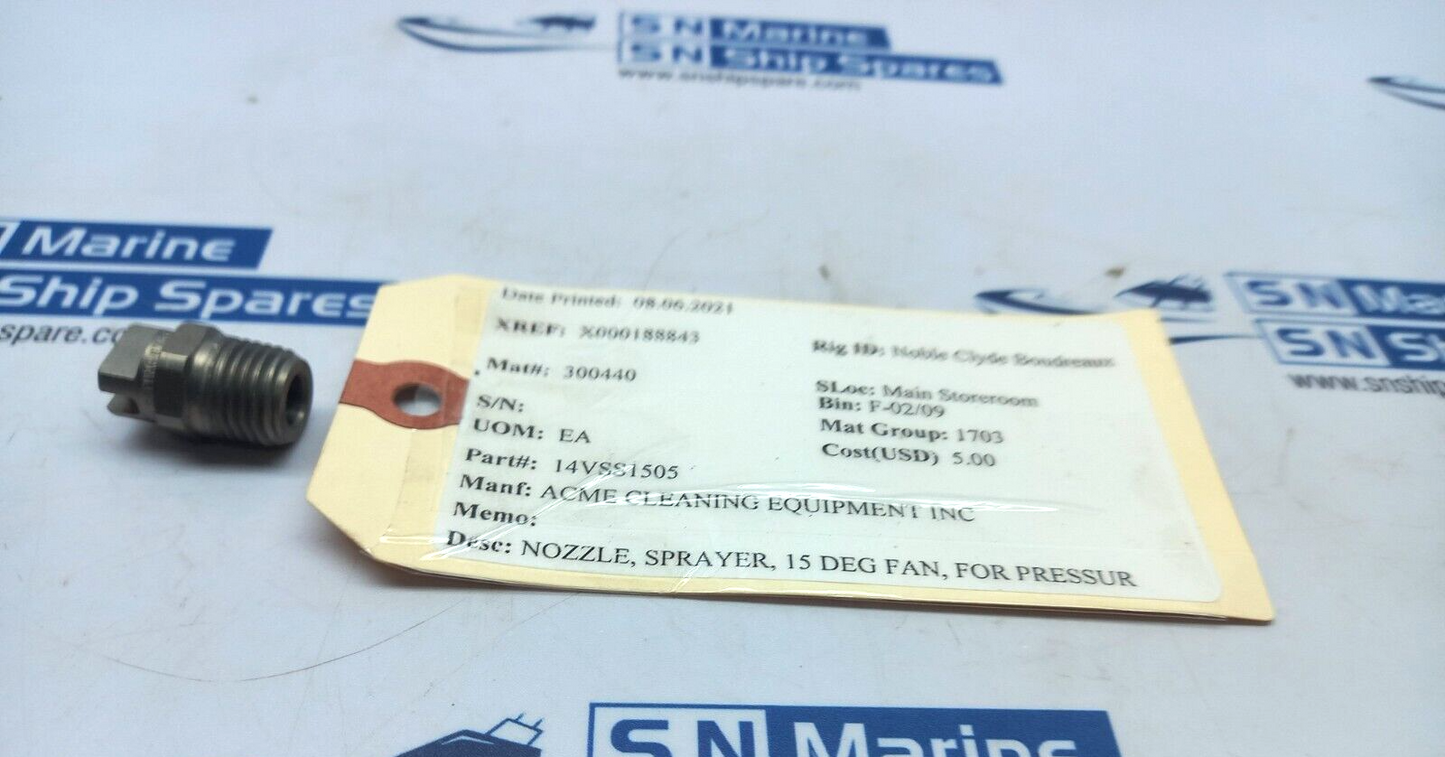 SN Marine
SN Ship Spares
www.snshipspare.com
Marine
Ship Spares
spare.co
Date Printed: 08.06.2021
XREF: X000188843
Rig ID: Noble Clyde Boudreaux
Mat#: 300440
SLoc: Main Storeroom
S/N:
Bin: F-02/09
UOM: EA
Mat Group: 1703
Part#: 14VSS1505
Cost(USD) 5.00
Manf: ACME CLEANING EQUIPMENT INC
Memo:
Desc: NOZZLE, SPRAYER, 15 DEG FAN, FOR PRESSUR
SN Mar
SN Sh
www.snship
SN Marine